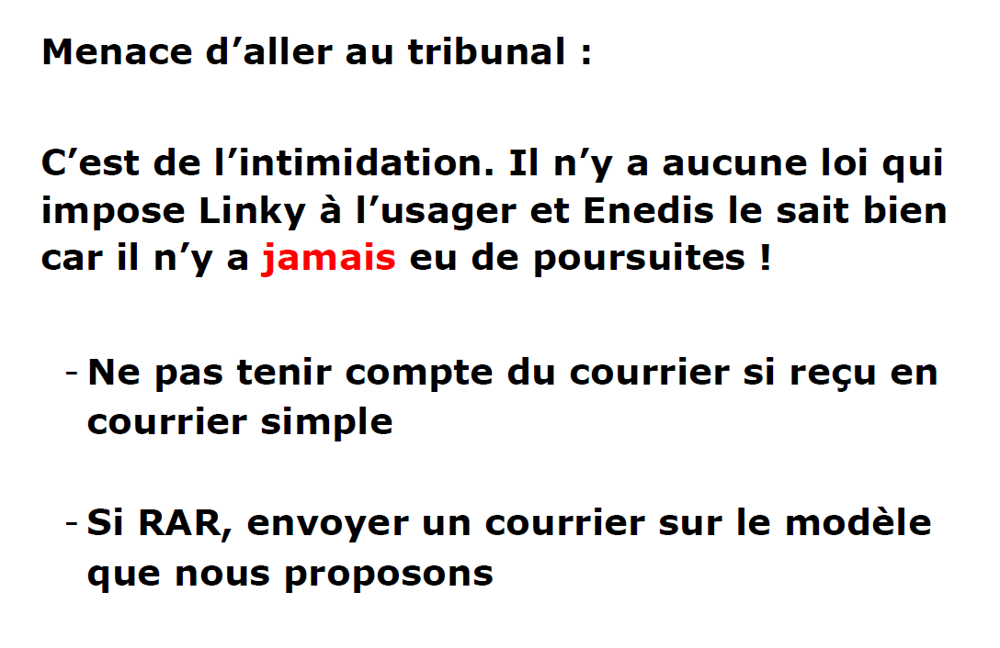 Menace d’aller au tribunal :
C’est de l’intimidation. Il n’y a aucune loi qui
impose Linky à l’usager et Enedis le sait bien
car il n’y a jamais eu de poursuites !
- Ne pas tenir compte du courrier si reçu en
courrier simple
- Si RAR, envoyer un courrier sur le modèle
que nous proposons